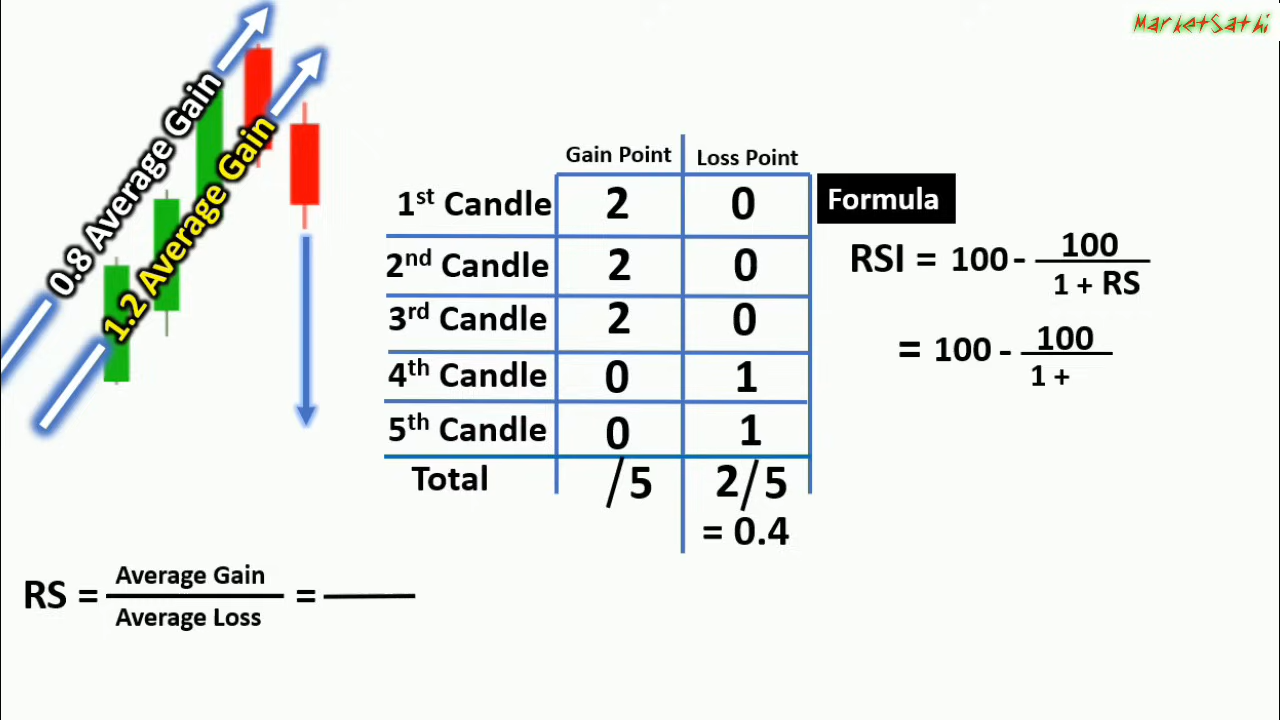 MarketSathi
0.8 Average Gain
1.2 Average Gain
Gain Point Loss Point
1st Candle 2 0
2nd Candle 2 0
3rd Candle 2 0
4th Candle 0 1
5th Candle 0 1
Total /5 2/5
= 0.4
Formula
RSI = 100 - 100
1 + RS
= 100 - 100
1 +
RS = Average Gain =
Average Loss